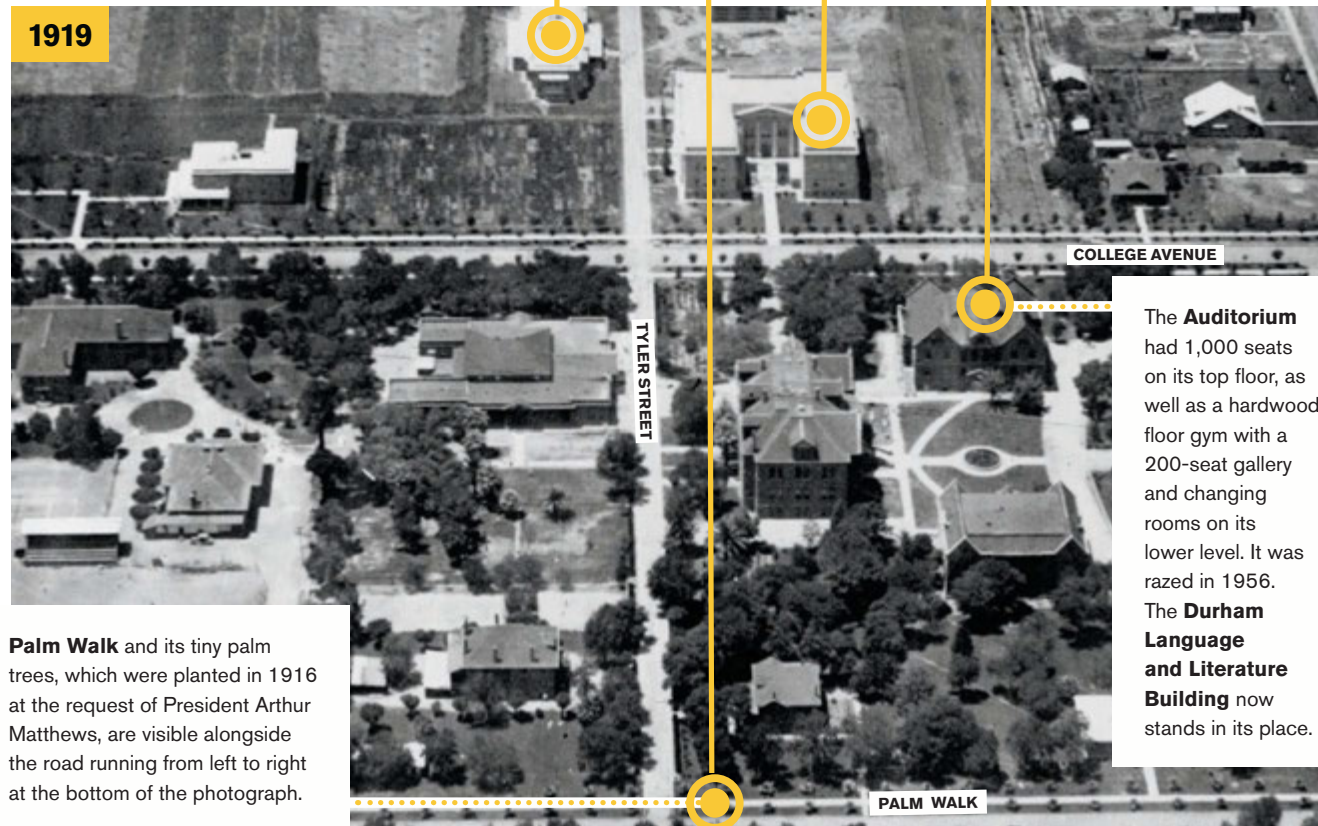 1919
COLLEGE AVENUE
TYLER STREET
The Auditorium
had 1,000 seats
on its top floor, as
well as a hardwood
floor gym with a
200-seat gallery
and changing
rooms on its
lower level. It was
razed in 1956.
The Durham
Language
and Literature
Building now
stands in its place.
Palm Walk and its tiny palm
trees, which were planted in 1916
at the request of President Arthur
Matthews, are visible alongside
the road running from left to right
at the bottom of the photograph.
PALM WALK